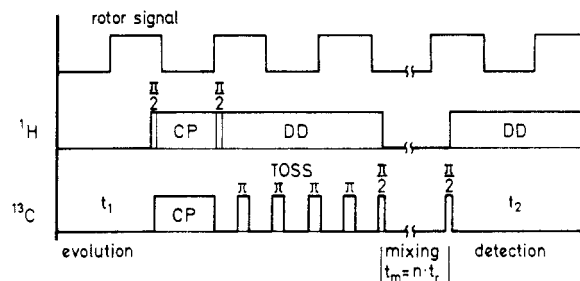 rotor signal
π/2 π/2
¹H CP DD DD
TOSS
π π π π π/2 π/2
¹³C t₁ CP t₂
evolution mixing detection
tₘ=n·tᵣ